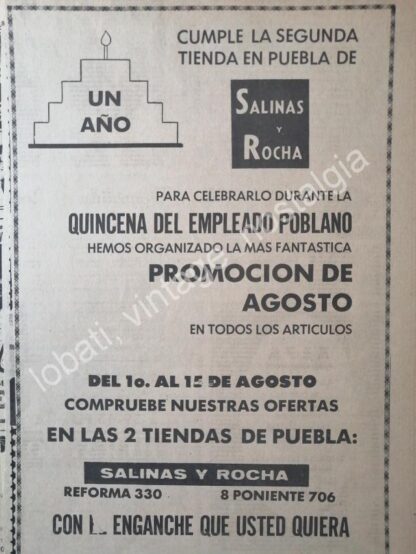 CUMPLE LA SEGUNDA
TIENDA EN PUEBLA DE
UN
AÑO
SALINAS
Y
ROCHA
PARA CELEBRARLO DURANTE LA
QUINCENA DEL EMPLEADO POBLANO
HEMOS ORGANIZADO LA MAS FANTASTICA
PROMOCION DE
AGOSTO
EN TODOS LOS ARTICULOS
DEL 1o. AL 15 DE AGOSTO
COMPRUEBE NUESTRAS OFERTAS
EN LAS 2 TIENDAS DE PUEBLA:
SALINAS Y ROCHA
REFORMA 330 8 PONIENTE 706
CON ENGANCHE QUE USTED QUIERA
lobati, vintage nostalgia